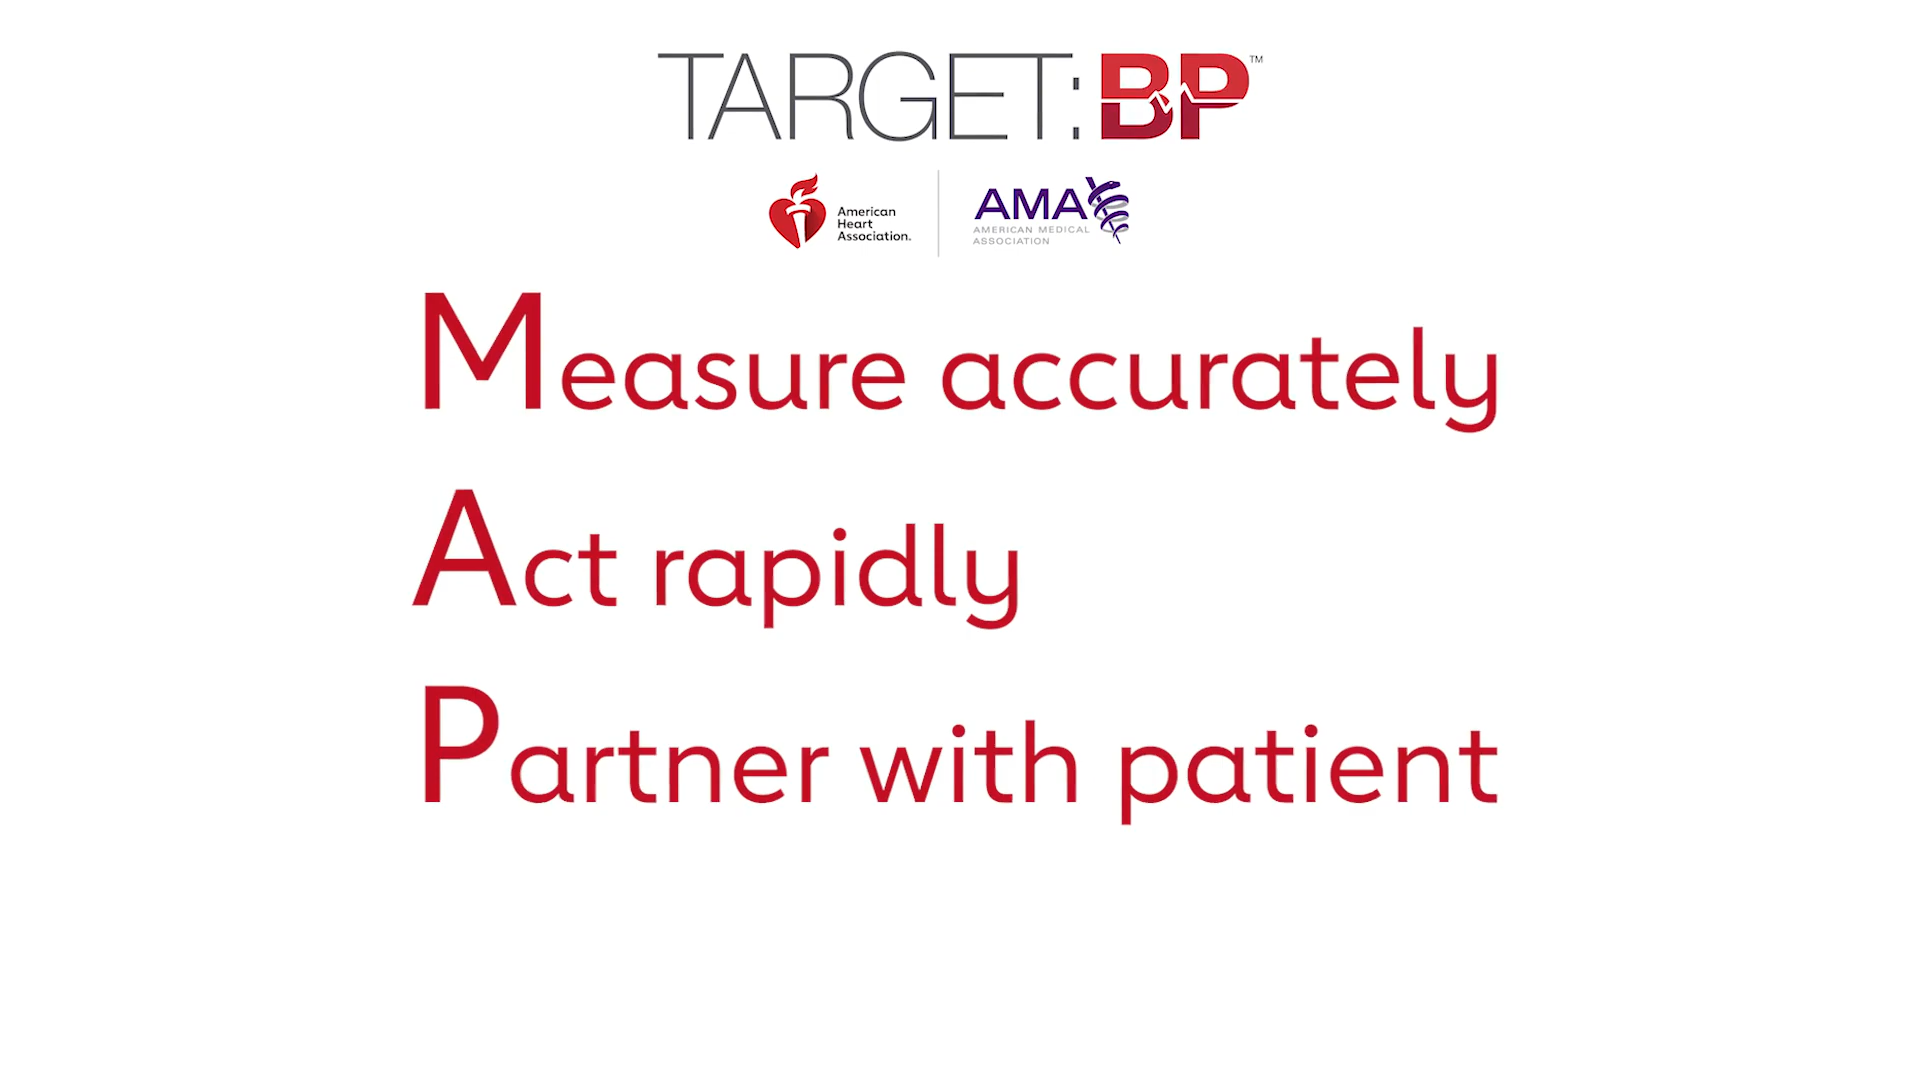 TARGET:BP™
American
Heart
Association.
AMA
AMERICAN MEDICAL
ASSOCIATION
Measure accurately
Act rapidly
Partner with patient